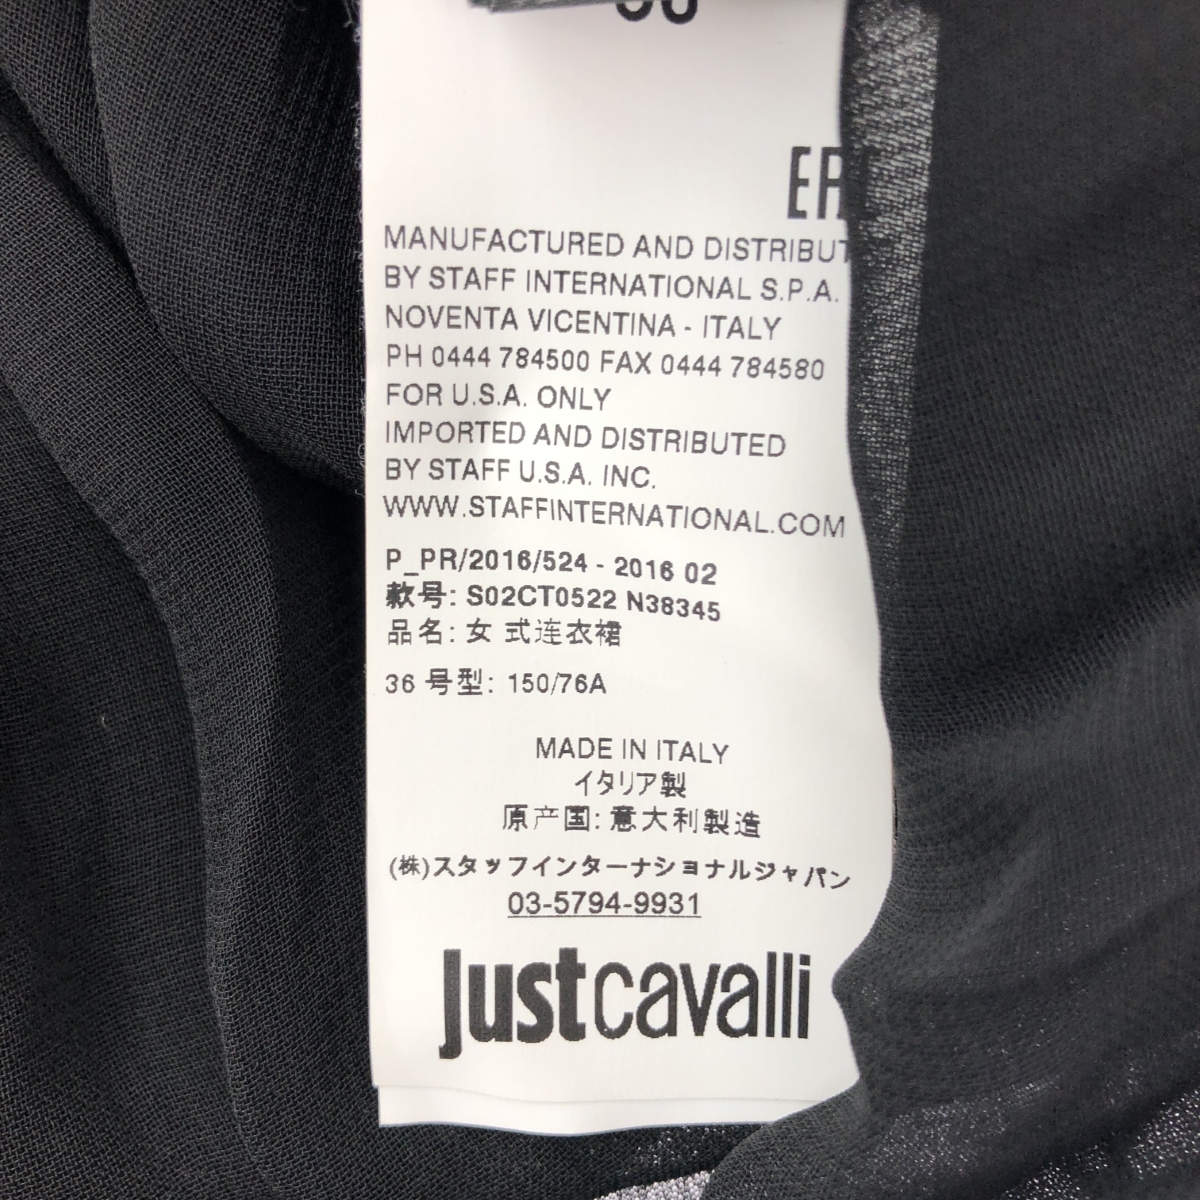 MANUFACTURED AND DISTRIBUT
BY STAFF INTERNATIONAL S.P.A.
NOVENTA VICENTINA - ITALY
PH 0444 784500 FAX 0444 784580
FOR U.S.A. ONLY
IMPORTED AND DISTRIBUTED
BY STAFF U.S.A. INC.
WWW.STAFFINTERNATIONAL.COM
P_PR/2016/524 - 2016 02
款号: S02CT0522 N38345
品名: 女 式连衣裙
36 号型: 150/76A
MADE IN ITALY
イタリア製
原产国: 意大利製造
(株)スタッフインターナショナルジャパン
03-5794-9931
justcavalli